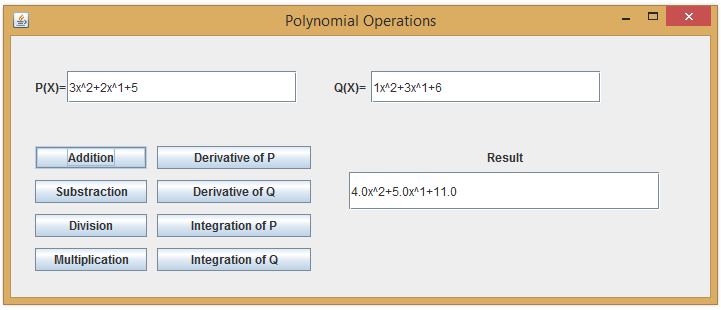 Polynomial Operations
P(X)= 3x^2+2x^1+5 Q(X)= 1x^2+3x^1+6
Addition Derivative of P Result
Substraction Derivative of Q 4.0x^2+5.0x^1+11.0
Division Integration of P
Multiplication Integration of Q